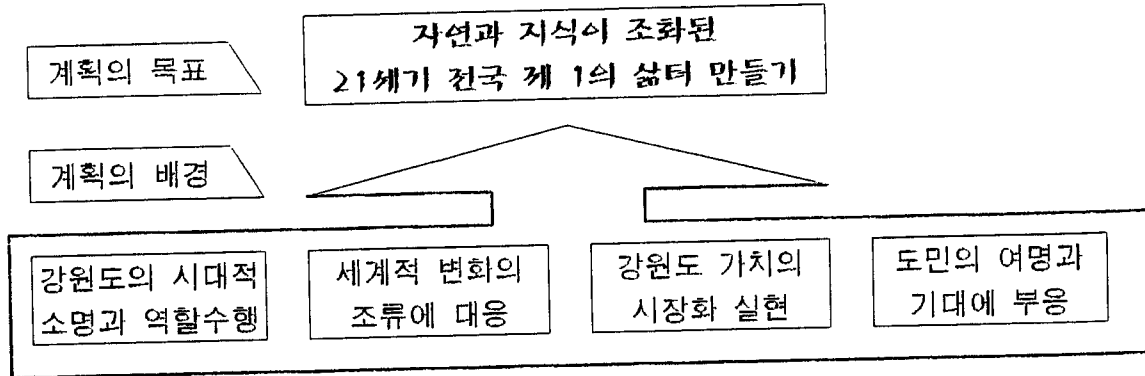 계획의 목표
자연과 지식이 조화된
21세기 전국 제 1의 삶터 만들기
계획의 배경
강원도의 시대적
소명과 역할수행
세계적 변화의
조류에 대응
강원도 가치의
시장화 실현
도민의 여명과
기대에 부응